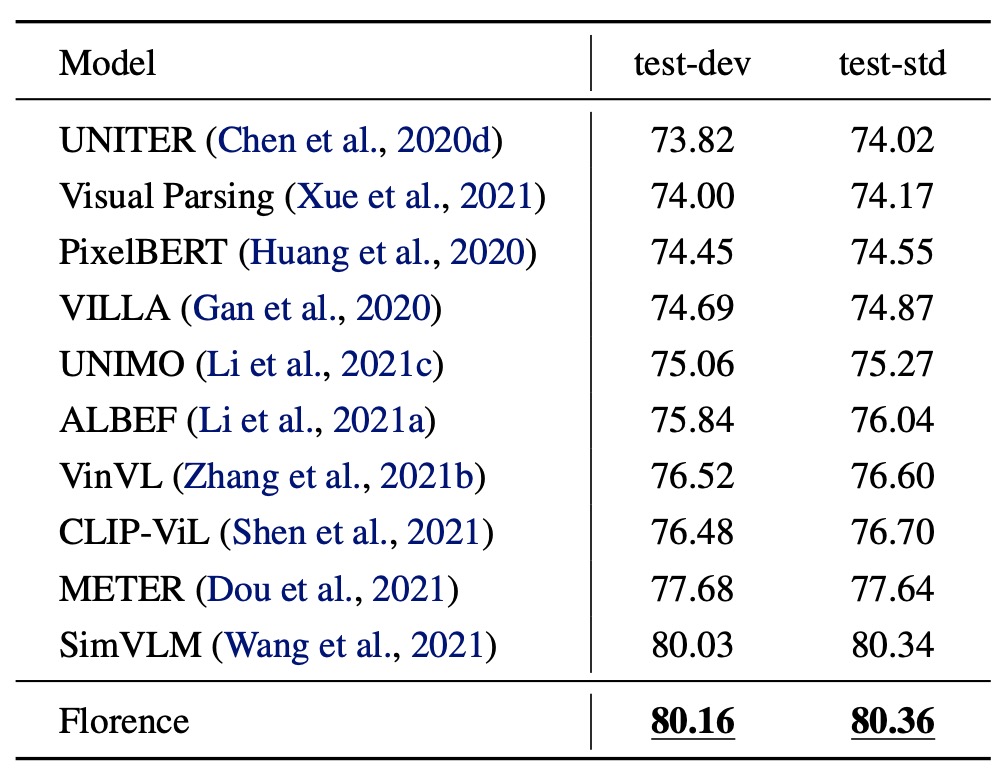 Model test-dev test-std
UNITER (Chen et al., 2020d) 73.82 74.02
Visual Parsing (Xue et al., 2021) 74.00 74.17
PixelBERT (Huang et al., 2020) 74.45 74.55
VILLA (Gan et al., 2020) 74.69 74.87
UNIMO (Li et al., 2021c) 75.06 75.27
ALBEF (Li et al., 2021a) 75.84 76.04
VinVL (Zhang et al., 2021b) 76.52 76.60
CLIP-ViL (Shen et al., 2021) 76.48 76.70
METER (Dou et al., 2021) 77.68 77.64
SimVLM (Wang et al., 2021) 80.03 80.34
Florence 80.16 80.36